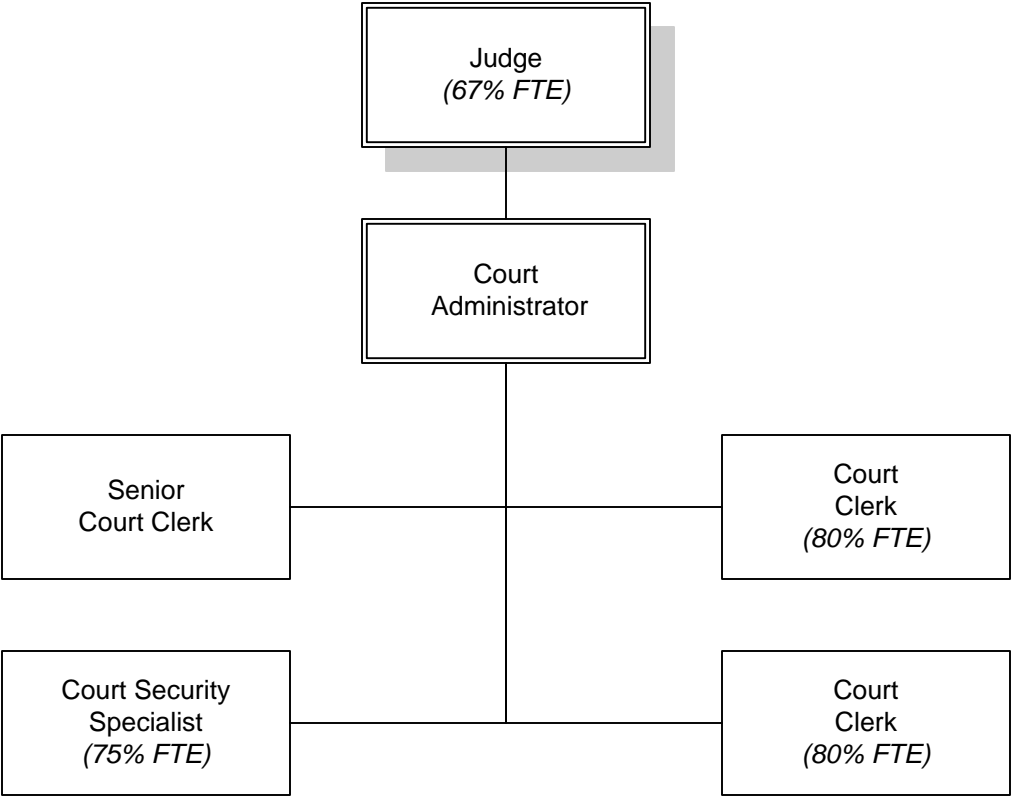 Judge
(67% FTE)
Court
Administrator
Senior
Court Clerk
Court
Clerk
(80% FTE)
Court Security
Specialist
(75% FTE)
Court
Clerk
(80% FTE)